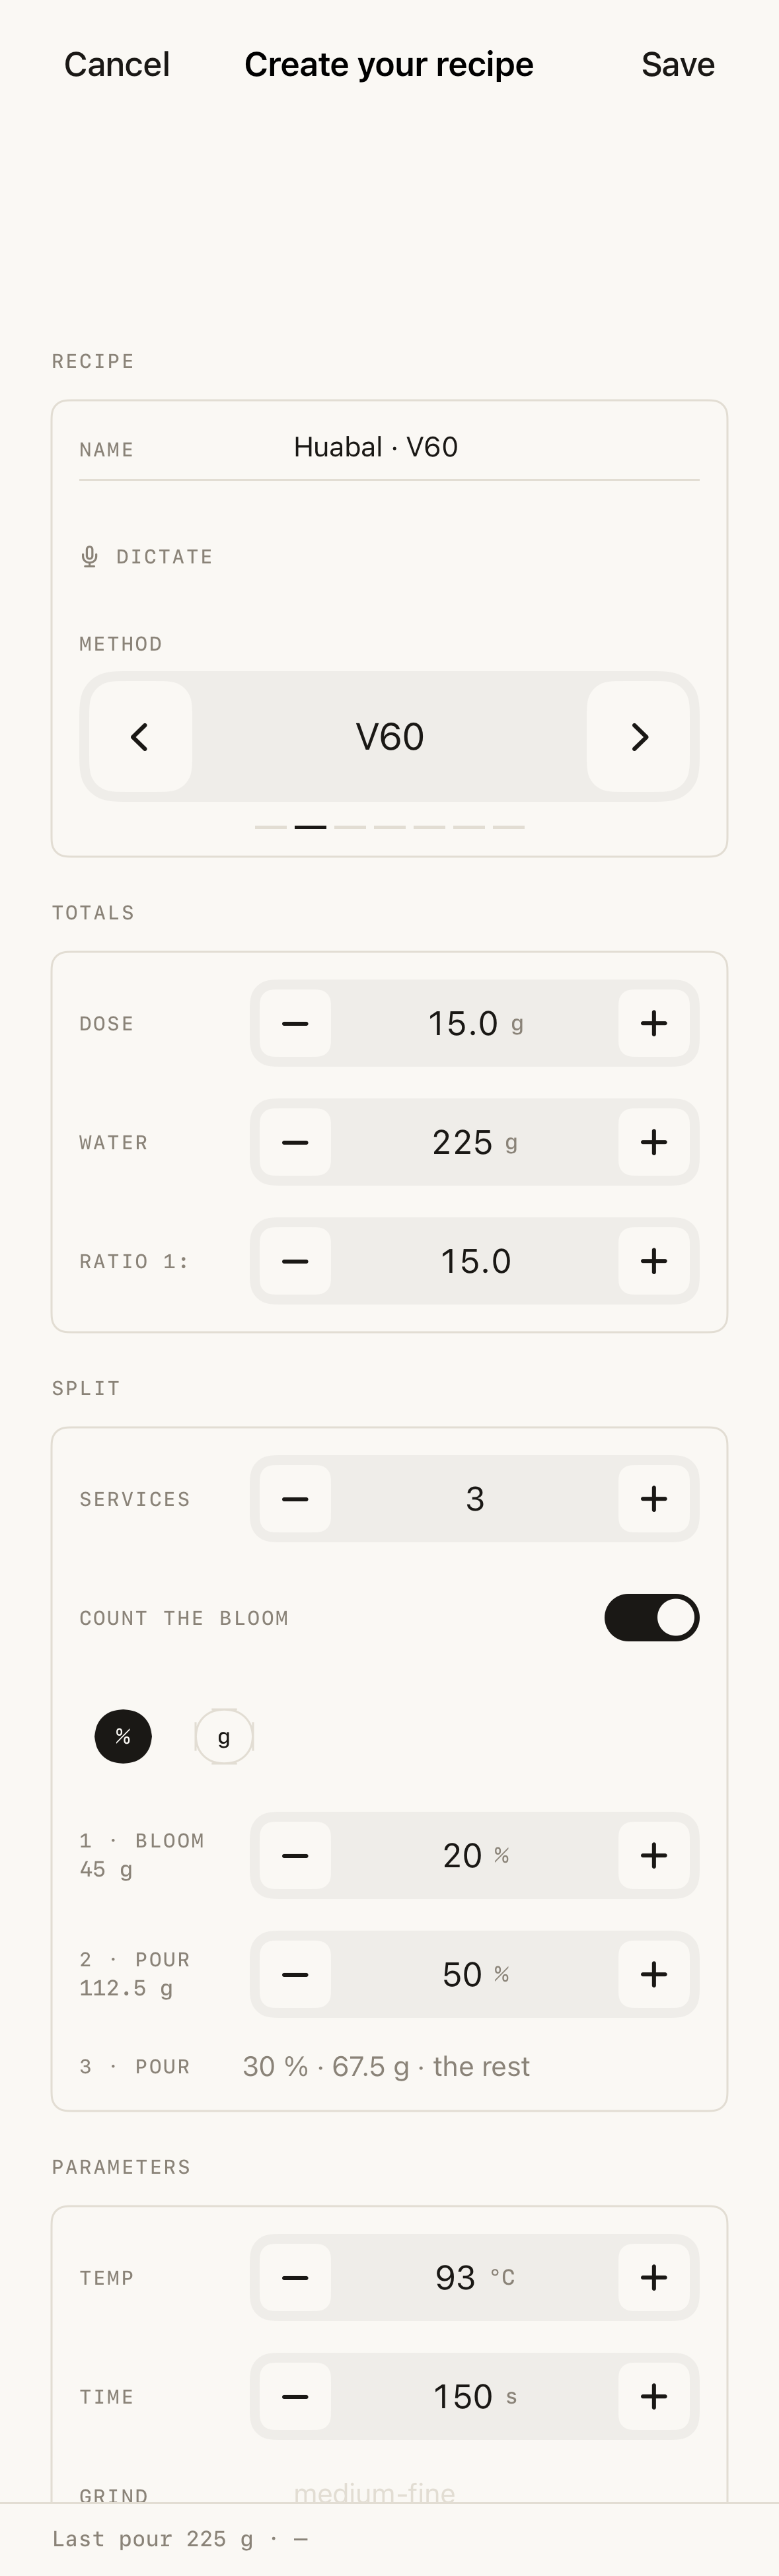 Cancel Create your recipe Save
RECIPE
NAME Huabal · V60
DICTATE
METHOD
V60
TOTALS
DOSE 15.0 g
WATER 225 g
RATIO 1: 15.0
SPLIT
SERVICES 3
COUNT THE BLOOM
% g
1 · BLOOM
45 g
20 %
2 · POUR
112.5 g
50 %
3 · POUR 30 % · 67.5 g · the rest
PARAMETERS
TEMP 93 °C
TIME 150 s
GRIND medium-fine
Last pour 225 g · —